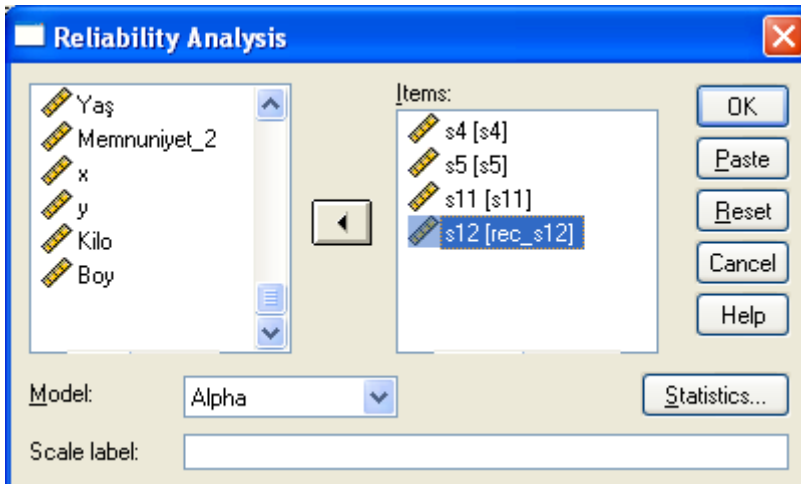 Reliability Analysis
Yaş
Memnuniyet_2
x
y
Kilo
Boy
Items:
s4 [s4]
s5 [s5]
s11 [s11]
s12 [rec_s12]
OK
Paste
Reset
Cancel
Help
Model:
Alpha
Statistics...
Scale label: